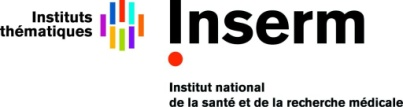 Instituts
thématiques
Inserm
Institut national
de la santé et de la recherche médicale